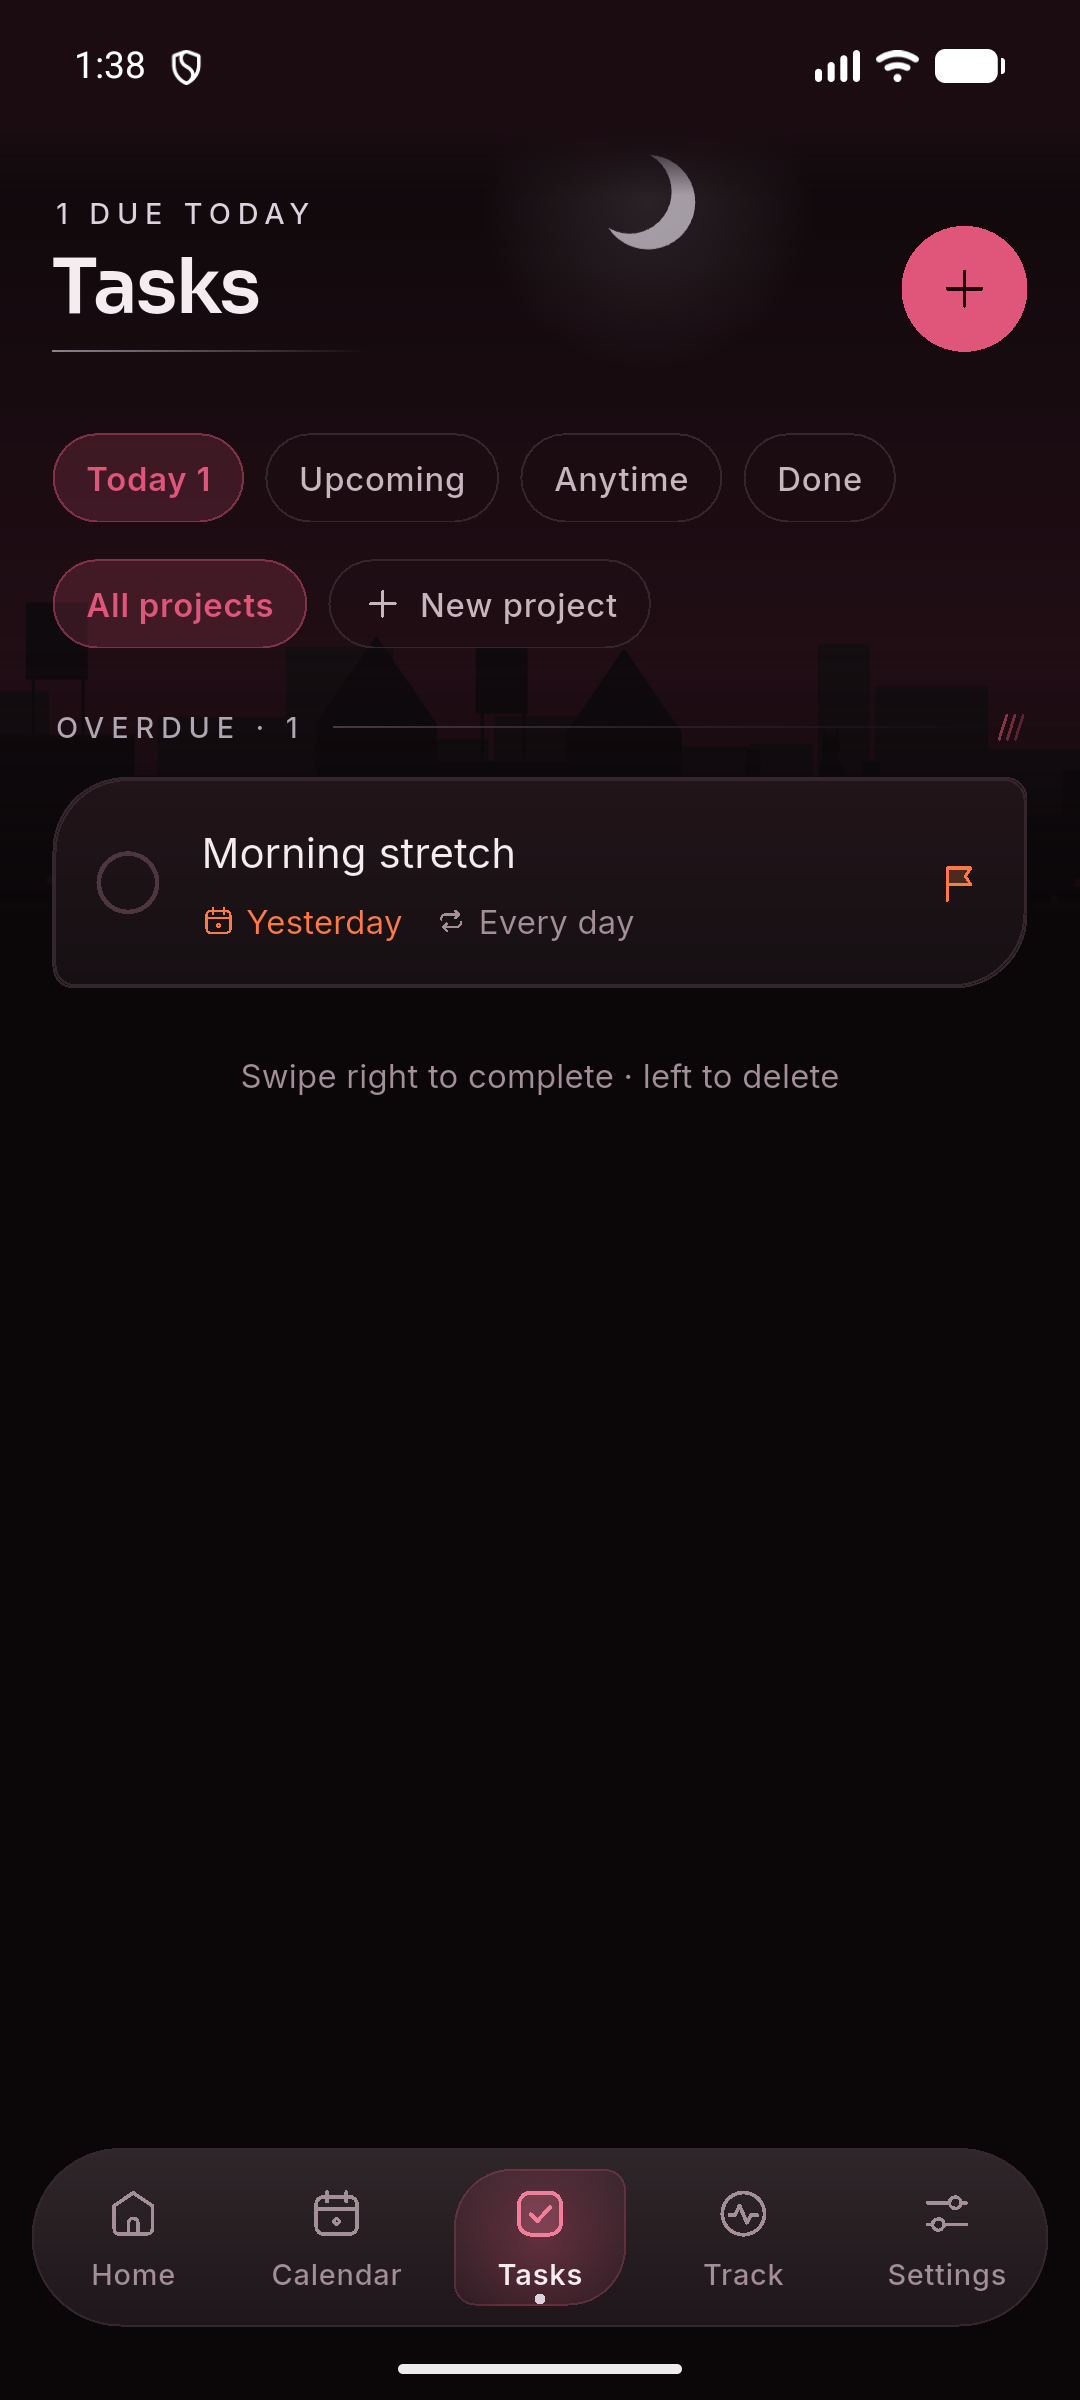 1:38
1 DUE TODAY
Tasks
Today 1 Upcoming Anytime Done
All projects New project
OVERDUE · 1
Morning stretch
Yesterday Every day
Swipe right to complete · left to delete
Home Calendar Tasks Track Settings